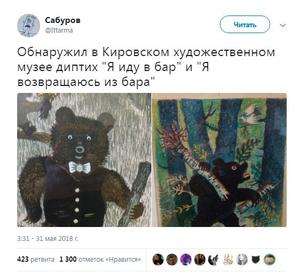 Сабуров
@Ittarma
Читать
Обнаружил в Кировском художественном
музее диптих "Я иду в бар" и "Я
возвращаюсь из бара"
3:31 - 31 мая 2018 г.
423 ретвита 1 300 отметок «Нравится»